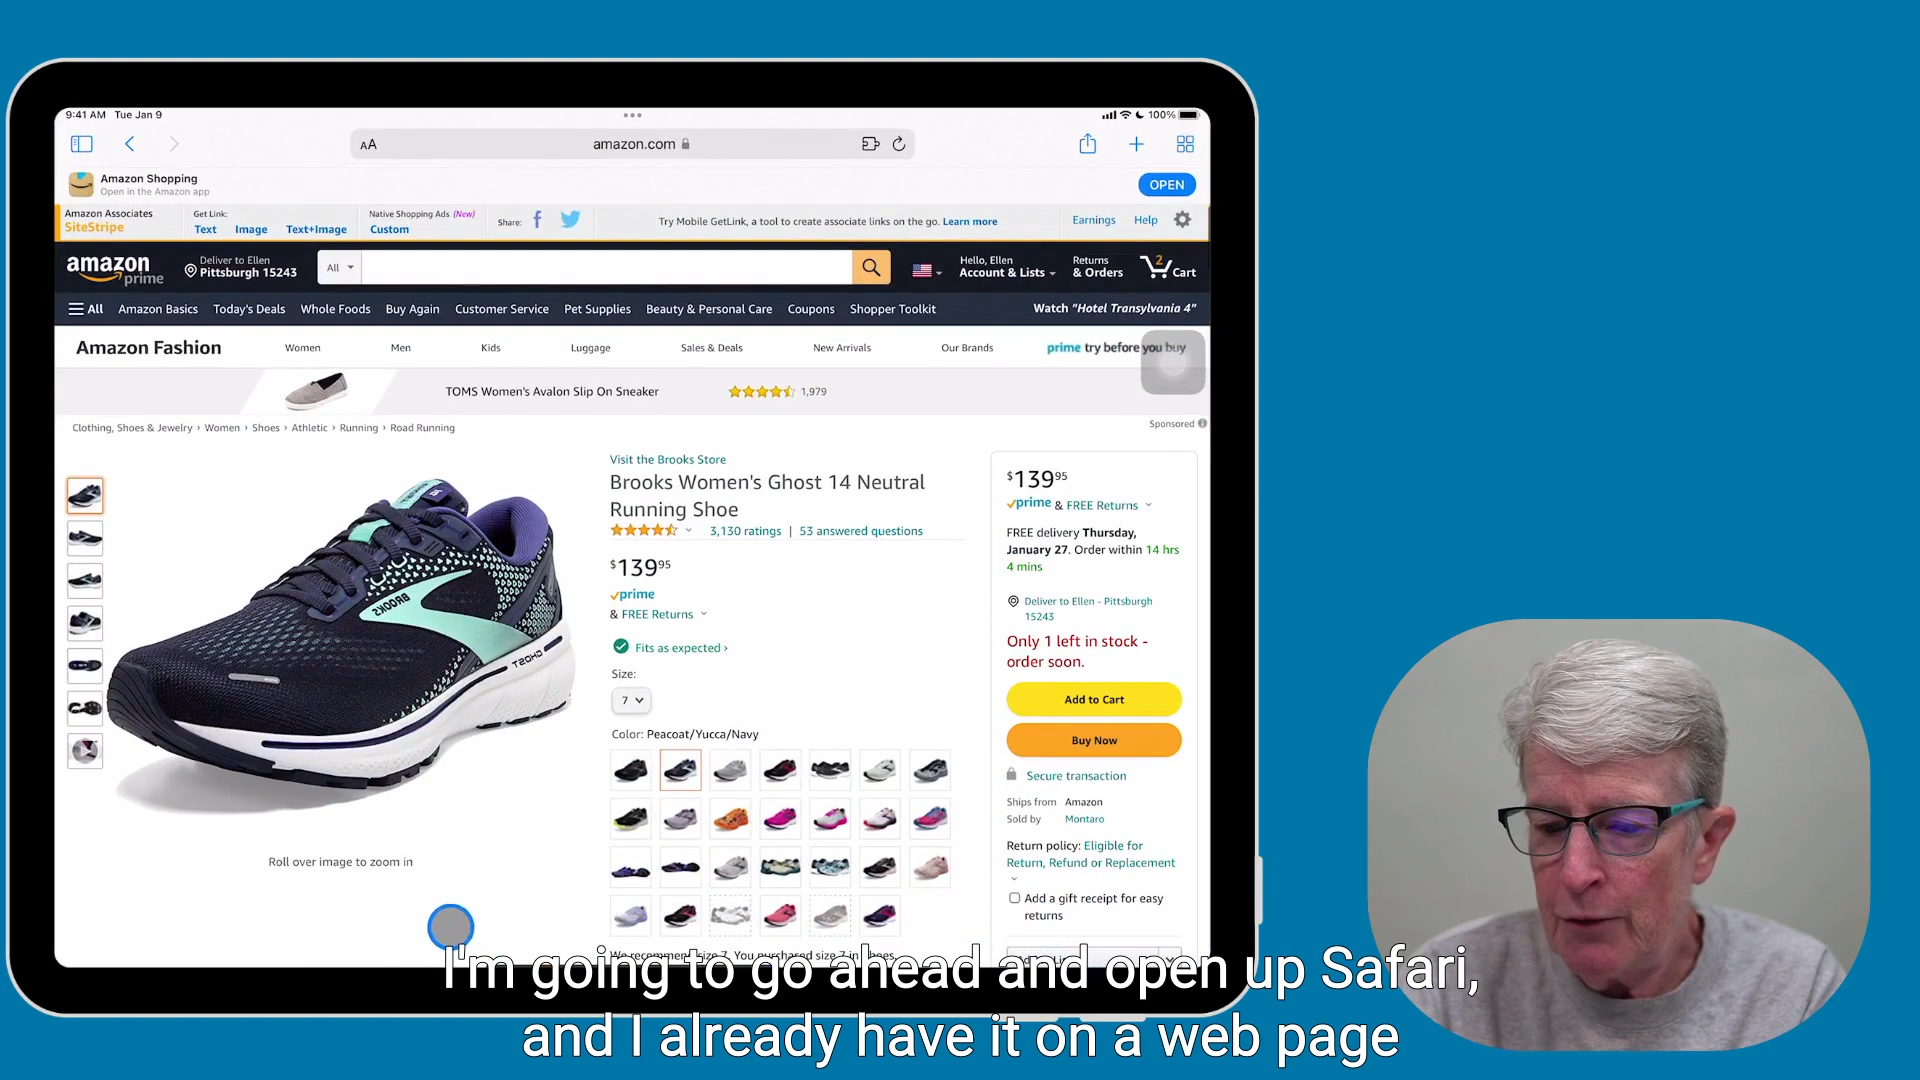 9:41 AM Tue Jan 9
100%
AA
amazon.com
Amazon Shopping
Open in the Amazon app
OPEN
Amazon Associates
SiteStripe
Get Link:
Text Image Text+Image
Native Shopping Ads (New)
Custom
Share:
Try Mobile GetLink, a tool to create associate links on the go. Learn more
Earnings Help
amazon prime
Deliver to Ellen
Pittsburgh 15243
All
Hello, Ellen
Account & Lists
Returns
& Orders
2
Cart
All Amazon Basics Today's Deals Whole Foods Buy Again Customer Service Pet Supplies Beauty & Personal Care Coupons Shopper Toolkit
Watch "Hotel Transylvania 4"
Amazon Fashion Women Men Kids Luggage Sales & Deals New Arrivals Our Brands
prime try before you buy
TOMS Women's Avalon Slip On Sneaker 1,979
Sponsored
Clothing, Shoes & Jewelry › Women › Shoes › Athletic › Running › Road Running
BROOKS
GHOST
Roll over image to zoom in
Visit the Brooks Store
Brooks Women's Ghost 14 Neutral
Running Shoe
3,130 ratings | 53 answered questions
$139 95
prime
& FREE Returns
Fits as expected ›
Size:
7
Color: Peacoat/Yucca/Navy
We recommend size 7. You purchased size 7 in
$139 95
prime & FREE Returns
FREE delivery Thursday,
January 27. Order within 14 hrs
4 mins
Deliver to Ellen - Pittsburgh
15243
Only 1 left in stock -
order soon.
Add to Cart
Buy Now
Secure transaction
Ships from Amazon
Sold by Montaro
Return policy: Eligible for
Return, Refund or Replacement
Add a gift receipt for easy
returns
I'm going to go ahead and open up Safari,
and I already have it on a web page